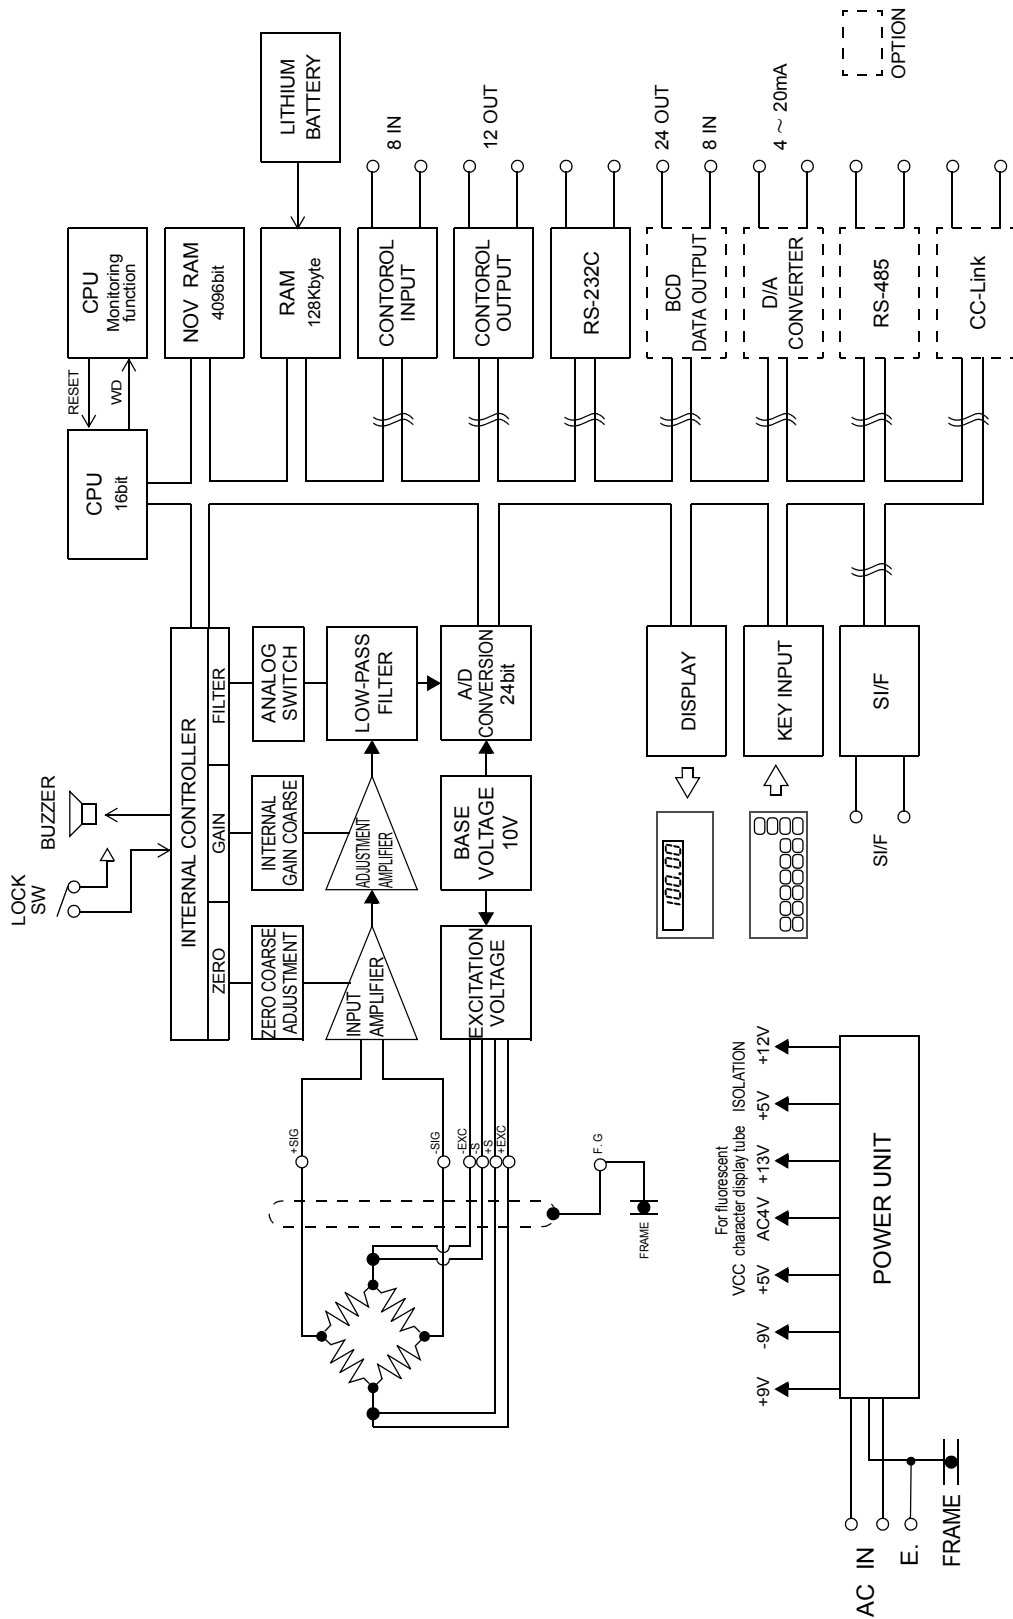 LOCK
SW
BUZZER
INTERNAL CONTROLLER
ZERO
GAIN
FILTER
ZERO COARSE
ADJUSTMENT
INTERNAL
GAIN COARSE
ANALOG
SWITCH
INPUT
AMPLIFIER
ADJUSTMENT
AMPLIFIER
LOW-PASS
FILTER
EXCITATION
VOLTAGE
BASE
VOLTAGE
10V
A/D
CONVERSION
24bit
+SIG
-SIG
-EXC
-S
+S
+EXC
F. G
FRAME
CPU
16bit
RESET
WD
CPU
Monitoring
function
NOV RAM
4096bit
RAM
128Kbyte
LITHIUM
BATTERY
CONTOROL
INPUT
8 IN
CONTOROL
OUTPUT
12 OUT
RS-232C
BCD
DATA OUTPUT
24 OUT
8 IN
D/A
CONVERTER
4 ～ 20mA
RS-485
CC-Link
OPTION
100.00
DISPLAY
KEY INPUT
SI/F
SI/F
For fluorescent
VCC character display tube ISOLATION
+9V
-9V
+5V
AC4V
+13V
+5V
+12V
POWER UNIT
AC IN
E.
FRAME